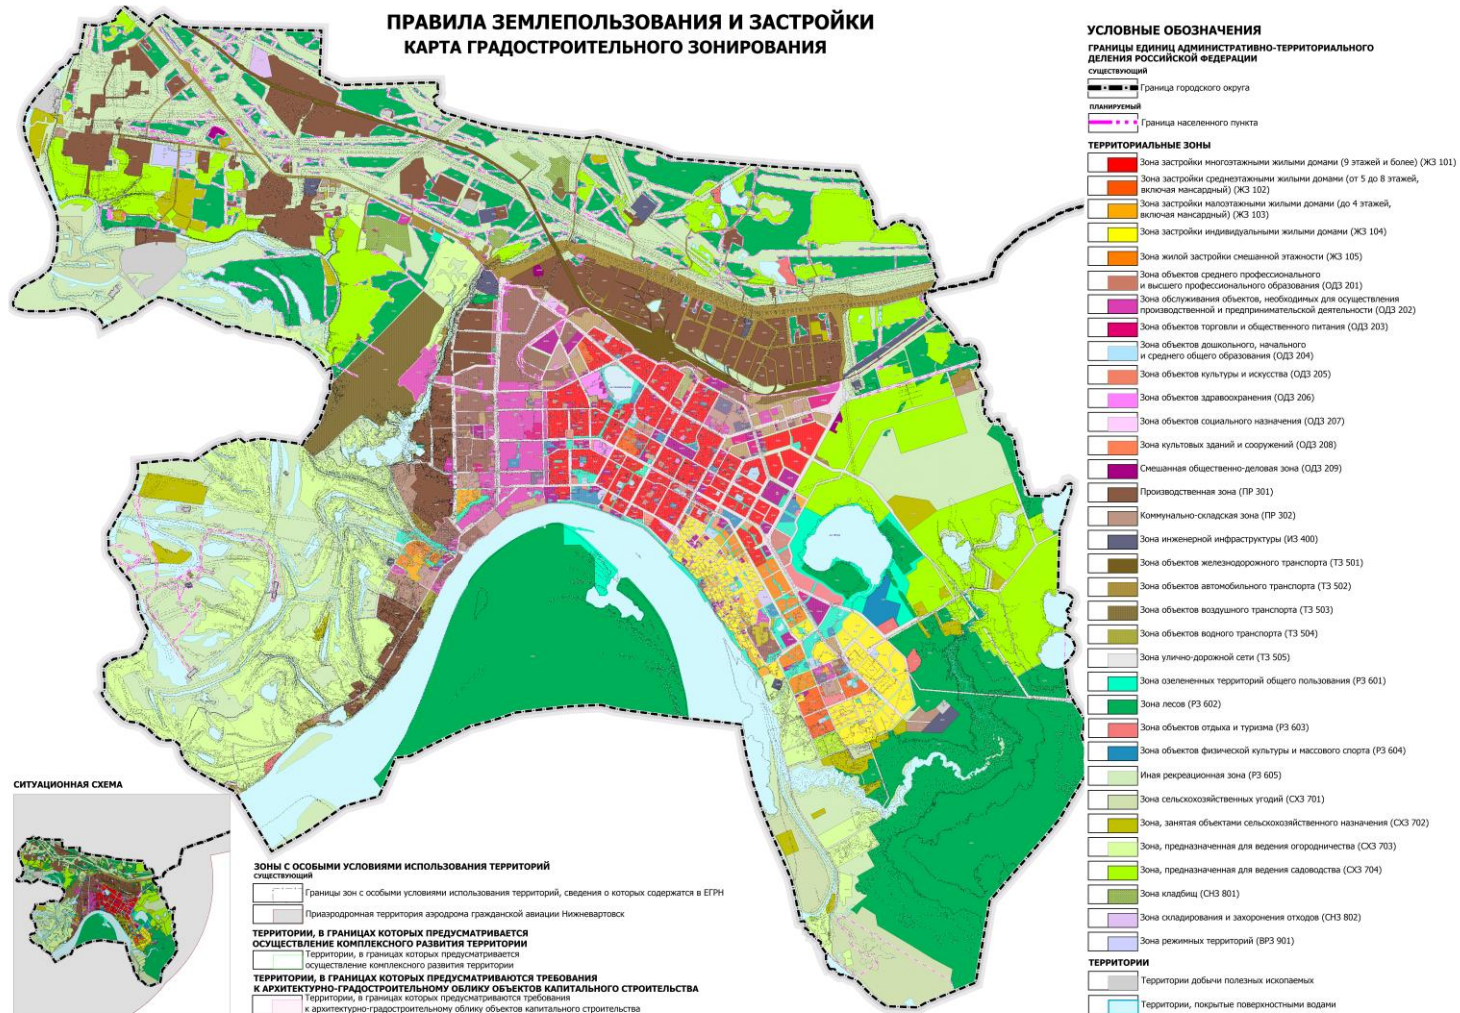 ПРАВИЛА ЗЕМЛЕПОЛЬЗОВАНИЯ И ЗАСТРОЙКИ
КАРТА ГРАДОСТРОИТЕЛЬНОГО ЗОНИРОВАНИЯ
УСЛОВНЫЕ ОБОЗНАЧЕНИЯ
ГРАНИЦЫ ЕДИНИЦ АДМИНИСТРАТИВНО-ТЕРРИТОРИАЛЬНОГО
ДЕЛЕНИЯ РОССИЙСКОЙ ФЕДЕРАЦИИ
СУЩЕСТВУЮЩИЙ
Граница городского округа
ПЛАНИРУЕМЫЙ
Граница населенного пункта
ТЕРРИТОРИАЛЬНЫЕ ЗОНЫ
Зона застройки многоэтажными жилыми домами (9 этажей и более) (ЖЗ 101)
Зона застройки среднеэтажными жилыми домами (от 5 до 8 этажей,
включая мансардный) (ЖЗ 102)
Зона застройки малоэтажными жилыми домами (до 4 этажей,
включая мансардный) (ЖЗ 103)
Зона застройки индивидуальными жилыми домами (ЖЗ 104)
Зона жилой застройки смешанной этажности (ЖЗ 105)
Зона объектов среднего профессионального
и высшего профессионального образования (ОДЗ 201)
Зона обслуживания объектов, необходимых для осуществления
производственной и предпринимательской деятельности (ОДЗ 202)
Зона объектов торговли и общественного питания (ОДЗ 203)
Зона объектов дошкольного, начального
и среднего общего образования (ОДЗ 204)
Зона объектов культуры и искусства (ОДЗ 205)
Зона объектов здравоохранения (ОДЗ 206)
Зона объектов социального назначения (ОДЗ 207)
Зона культовых зданий и сооружений (ОДЗ 208)
Смешанная общественно-деловая зона (ОДЗ 209)
Производственная зона (ПР 301)
Коммунально-складская зона (ПР 302)
Зона инженерной инфраструктуры (ИЗ 400)
Зона объектов железнодорожного транспорта (ТЗ 501)
Зона объектов автомобильного транспорта (ТЗ 502)
Зона объектов воздушного транспорта (ТЗ 503)
Зона объектов водного транспорта (ТЗ 504)
Зона улично-дорожной сети (ТЗ 505)
Зона озелененных территорий общего пользования (РЗ 601)
Зона лесов (РЗ 602)
Зона объектов отдыха и туризма (РЗ 603)
Зона объектов физической культуры и массового спорта (РЗ 604)
Иная рекреационная зона (РЗ 605)
Зона сельскохозяйственных угодий (СХЗ 701)
Зона, занятая объектами сельскохозяйственного назначения (СХЗ 702)
Зона, предназначенная для ведения огородничества (СХЗ 703)
Зона, предназначенная для ведения садоводства (СХЗ 704)
Зона кладбищ (СНЗ 801)
Зона складирования и захоронения отходов (СНЗ 802)
Зона режимных территорий (ВРЗ 901)
ТЕРРИТОРИИ
Территории добычи полезных ископаемых
Территории, покрытые поверхностными водами
СИТУАЦИОННАЯ СХЕМА
ЗОНЫ С ОСОБЫМИ УСЛОВИЯМИ ИСПОЛЬЗОВАНИЯ ТЕРРИТОРИЙ
СУЩЕСТВУЮЩИЙ
Границы зон с особыми условиями использования территорий, сведения о которых содержатся в ЕГРН
Приаэродромная территория аэродрома гражданской авиации Нижневартовск
ТЕРРИТОРИИ, В ГРАНИЦАХ КОТОРЫХ ПРЕДУСМАТРИВАЕТСЯ
ОСУЩЕСТВЛЕНИЕ КОМПЛЕКСНОГО РАЗВИТИЯ ТЕРРИТОРИИ
Территории, в границах которых предусматривается
осуществление комплексного развития территории
ТЕРРИТОРИИ, В ГРАНИЦАХ КОТОРЫХ ПРЕДУСМАТРИВАЮТСЯ ТРЕБОВАНИЯ
К АРХИТЕКТУРНО-ГРАДОСТРОИТЕЛЬНОМУ ОБЛИКУ ОБЪЕКТОВ КАПИТАЛЬНОГО СТРОИТЕЛЬСТВА
Территории, в границах которых предусматриваются требования
к архитектурно-градостроительному облику объектов капитального строительства